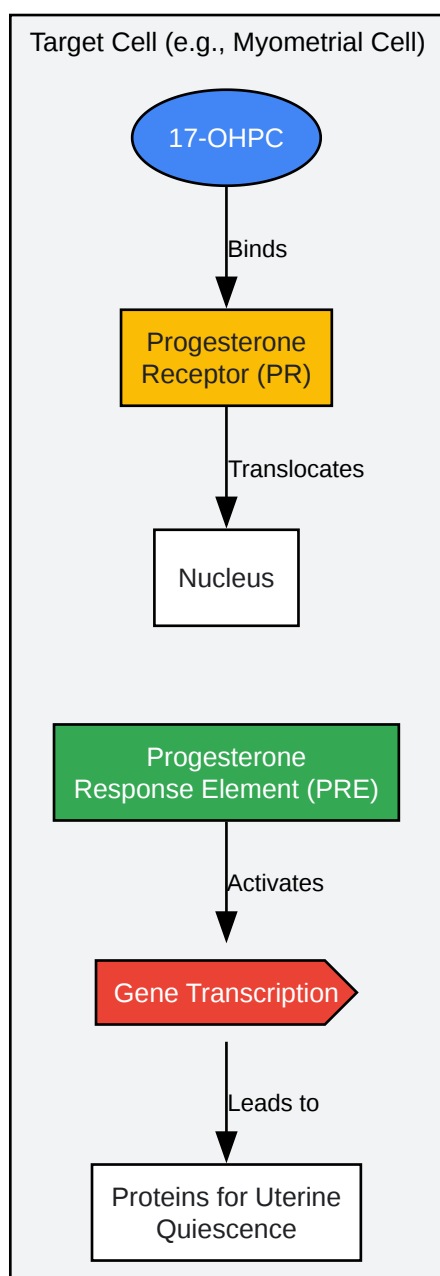 Target Cell (e.g., Myometrial Cell)
17-OHPC
Binds
Progesterone
Receptor (PR)
Translocates
Nucleus
Progesterone
Response Element (PRE)
Activates
Gene Transcription
Leads to
Proteins for Uterine
Quiescence